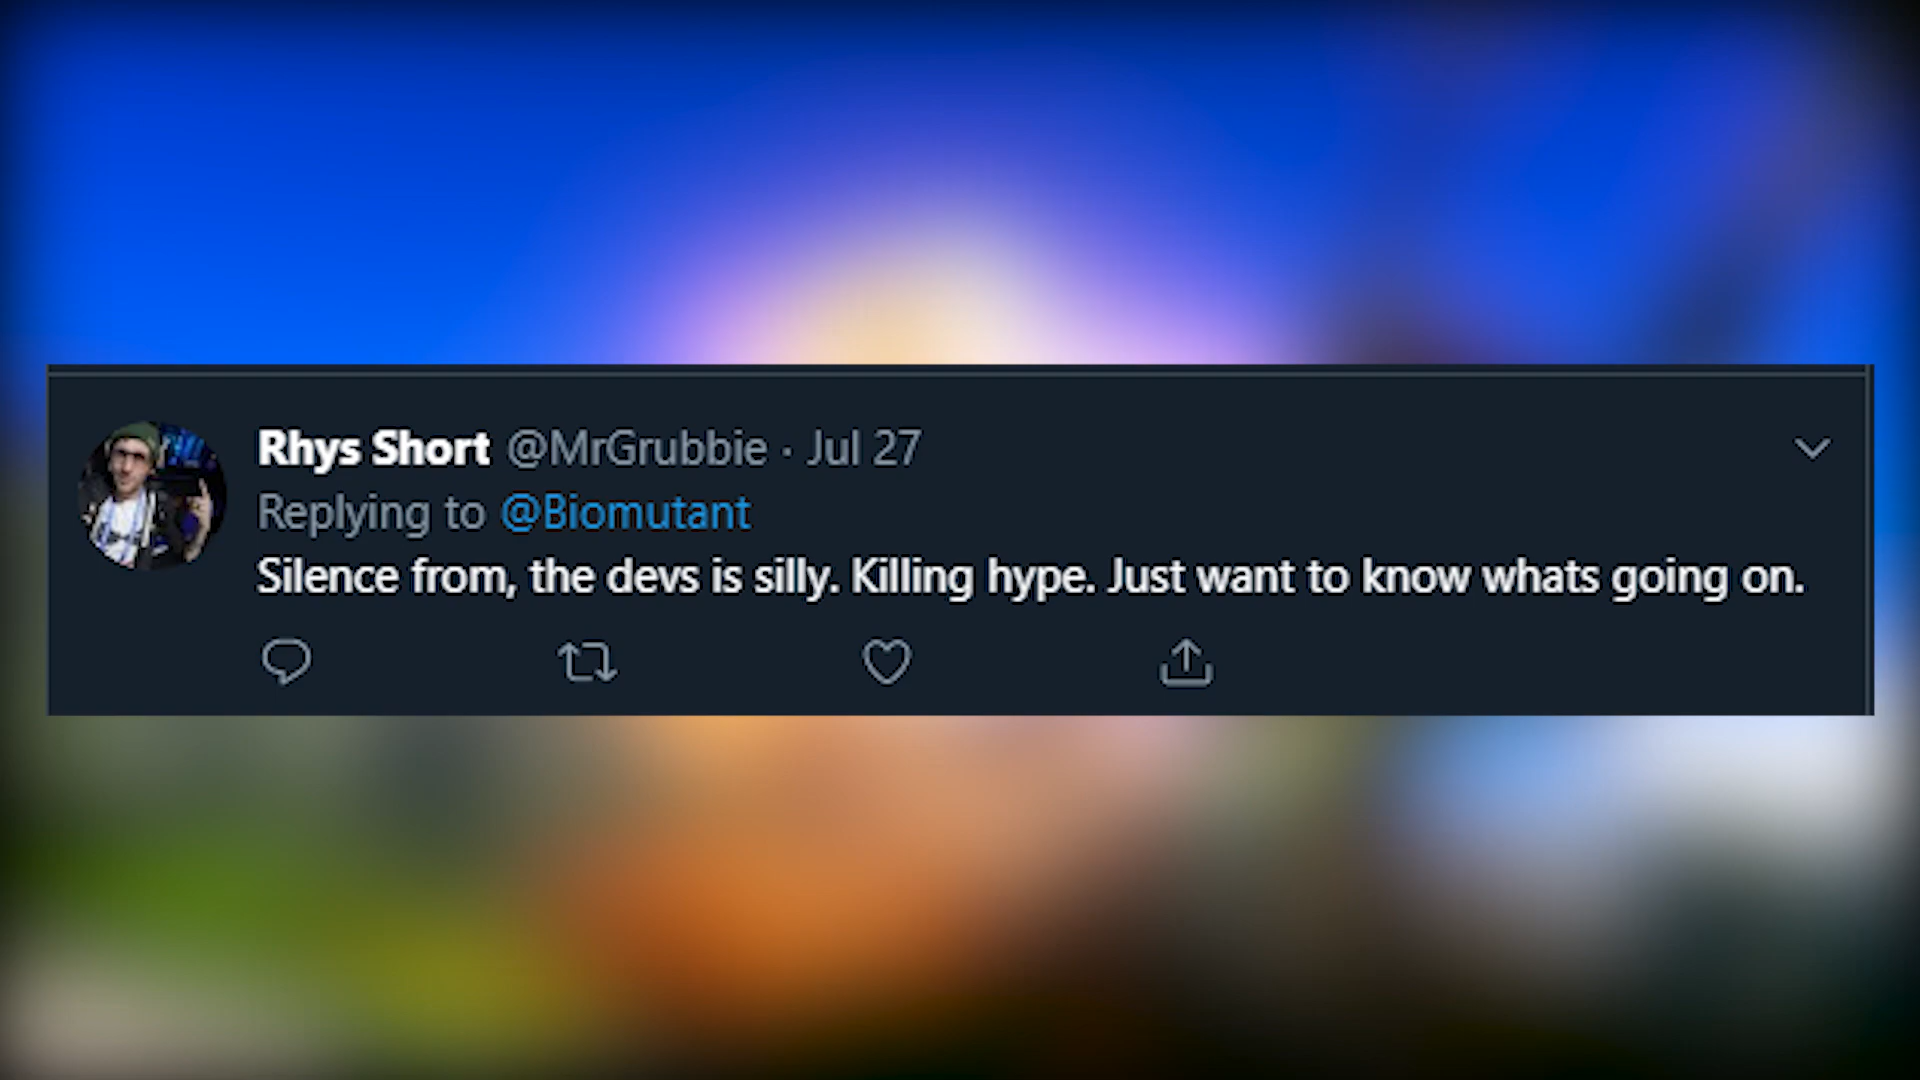 Rhys Short @MrGrubbie · Jul 27
Replying to @Biomutant
Silence from, the devs is silly. Killing hype. Just want to know whats going on.